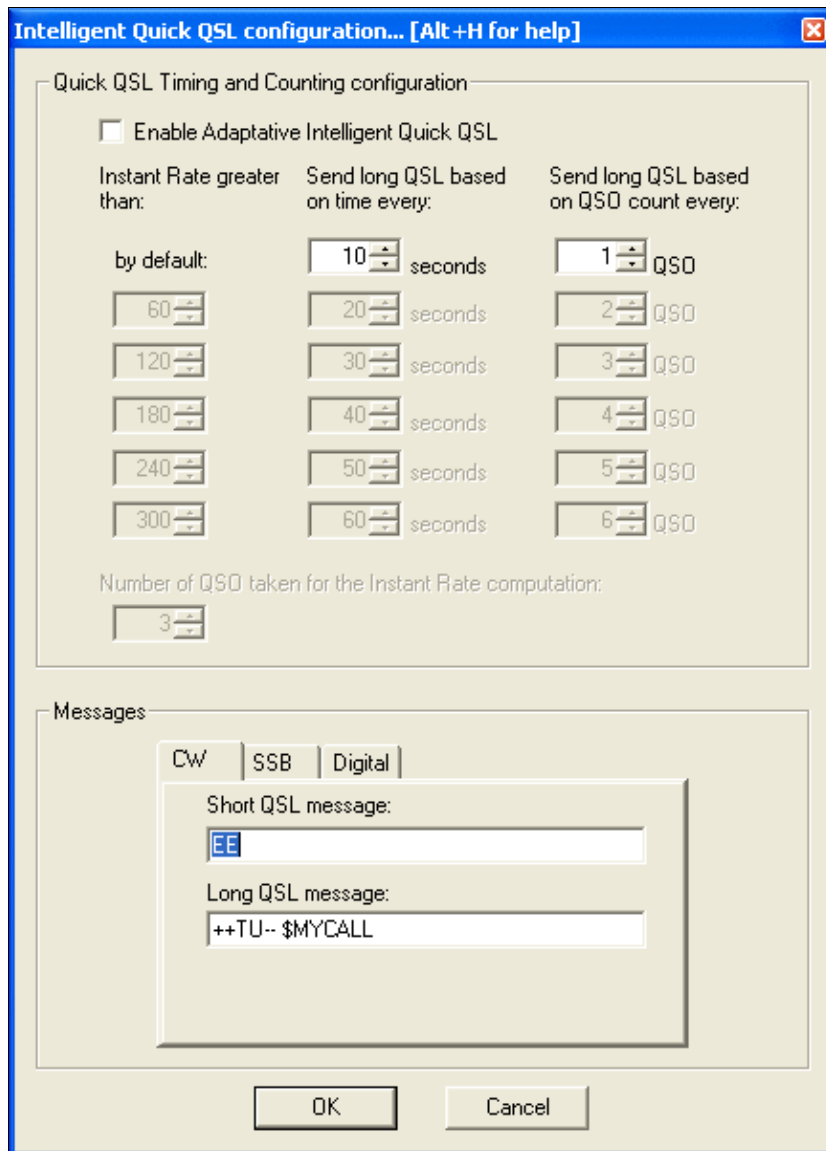 Intelligent Quick QSL configuration... [Alt+H for help]
Quick QSL Timing and Counting configuration
Enable Adaptative Intelligent Quick QSL
Instant Rate greater than:
Send long QSL based on time every:
Send long QSL based on QSO count every:
by default: 10 seconds 1 QSO
60 20 seconds 2 QSO
120 30 seconds 3 QSO
180 40 seconds 4 QSO
240 50 seconds 5 QSO
300 60 seconds 6 QSO
Number of QSO taken for the Instant Rate computation:
3
Messages
CW SSB Digital
Short QSL message:
EE
Long QSL message:
++TU-- $MYCALL
OK Cancel